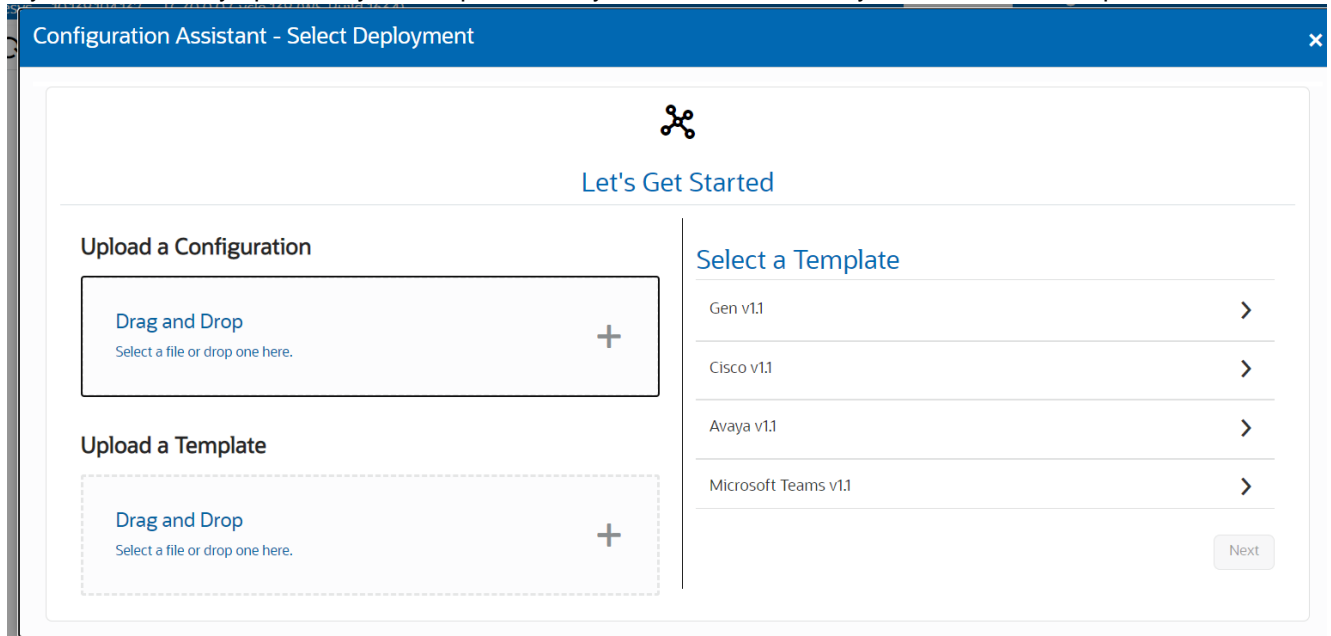 Configuration Assistant - Select Deployment
Let's Get Started
Upload a Configuration
Drag and Drop
Select a file or drop one here.
Upload a Template
Drag and Drop
Select a file or drop one here.
Select a Template
Gen v1.1
Cisco v1.1
Avaya v1.1
Microsoft Teams v1.1
Next